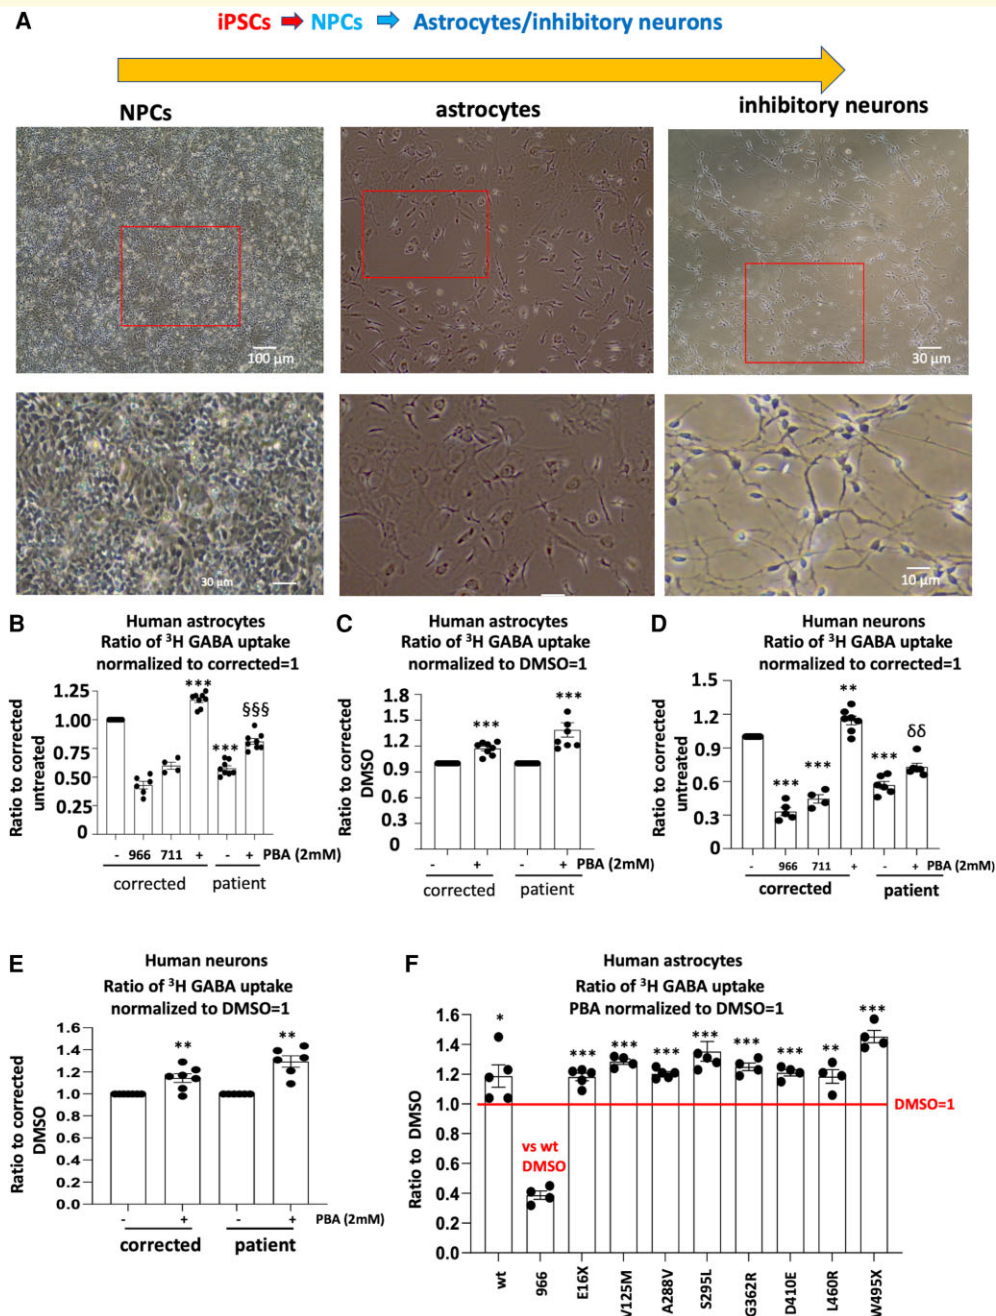 A
iPSCs NPCs Astrocytes/inhibitory neurons
NPCs
astrocytes
inhibitory neurons
100 µm
30 µm
30 µm
10 µm
B
Human astrocytes
Ratio of ³H GABA uptake
normalized to corrected=1
Ratio to corrected
untreated
1.25
1.00
0.75
0.50
0.25
0
***
***
§§§
- 966 711 + - + PBA (2mM)
corrected patient
C
Human astrocytes
Ratio of ³H GABA uptake
normalized to DMSO=1
Ratio to corrected
DMSO
1.8
1.5
1.2
0.9
0.6
0.3
0
***
***
- + - + PBA (2mM)
corrected patient
D
Human neurons
Ratio of ³H GABA uptake
normalized to corrected=1
Ratio to corrected
untreated
1.5
1.2
0.9
0.6
0.3
0
***
***
**
***
δδ
- 966 711 + - + PBA (2mM)
corrected patient
E
Human neurons
Ratio of ³H GABA uptake
normalized to DMSO=1
Ratio to corrected
DMSO
1.6
1.4
1.2
1.0
0.8
0.6
0.4
0.2
0.0
**
**
- + - + PBA (2mM)
corrected patient
F
Human astrocytes
Ratio of ³H GABA uptake
PBA normalized to DMSO=1
Ratio to DMSO
1.6
1.4
1.2
1.0
0.8
0.6
0.4
0.2
0.0
*
***
***
***
***
***
***
**
***
DMSO=1
vs wt
DMSO
wt
966
E16X
V125M
A288V
S295L
G362R
D410E
L460R
W495X